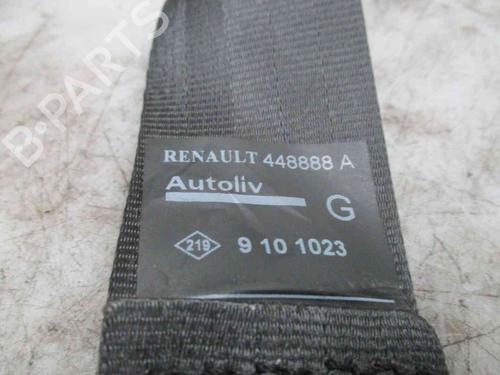 B-PARTS
RENAULT 448888 A
Autoliv
G
219 9 10 1023